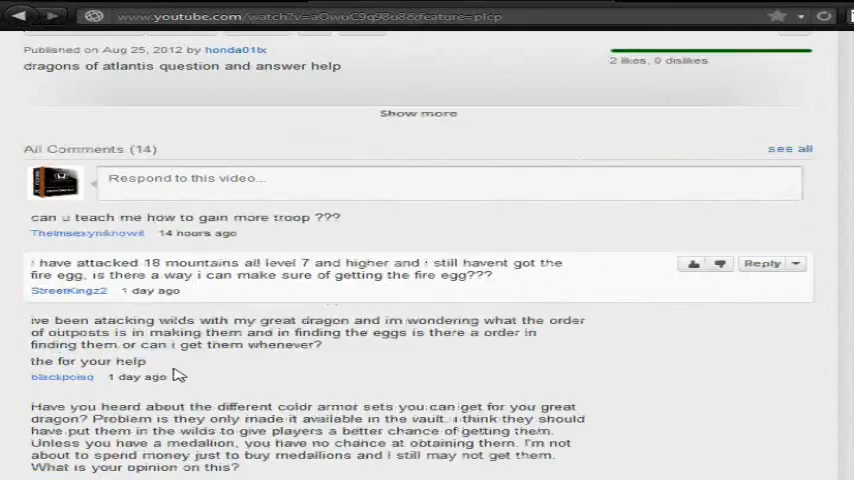 www.youtube.com/watch?v=aOwuC9q98u8&feature=plcp
Published on Aug 25, 2012 by honda01tx
2 likes, 0 dislikes
dragons of atlantis question and answer help
Show more
All Comments (14)
see all
Respond to this video...
can u teach me how to gain more troop ???
14 hours ago
i have attacked 18 mountains all level 7 and higher and i still havent got the
fire egg, is there a way i can make sure of getting the fire egg???
Reply
StreetKingz2 1 day ago
ive been atacking wilds with my great dragon and im wondering what the order
of outposts is in making them and in finding the eggs is there a order in
finding them or can i get them whenever?
the for your help
blackpoisq 1 day ago
Have you heard about the different color armor sets you can get for you great
dragon? Problem is they only made it available in the vault. i think they should
have put them in the wilds to give players a better chance of getting them.
Unless you have a medallion, you have no chance at obtaining them. I'm not
about to spend money just to buy medallions and i still may not get them.
What is your opinion on this?